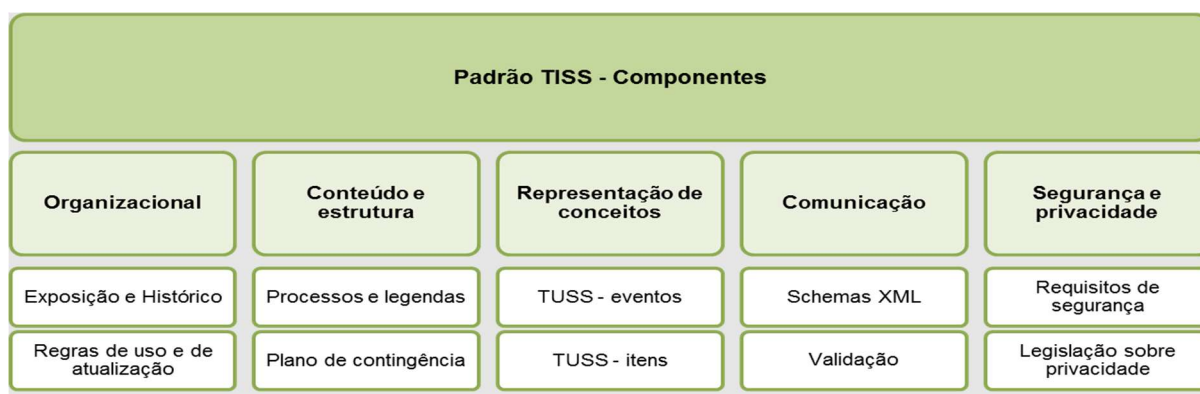 Padrão TISS - Componentes
Organizacional
Conteúdo e
estrutura
Representação de
conceitos
Comunicação
Segurança e
privacidade
Exposição e Histórico
Processos e legendas
TUSS - eventos
Schemas XML
Requisitos de
segurança
Regras de uso e de
atualização
Plano de contingência
TUSS - itens
Validação
Legislação sobre
privacidade